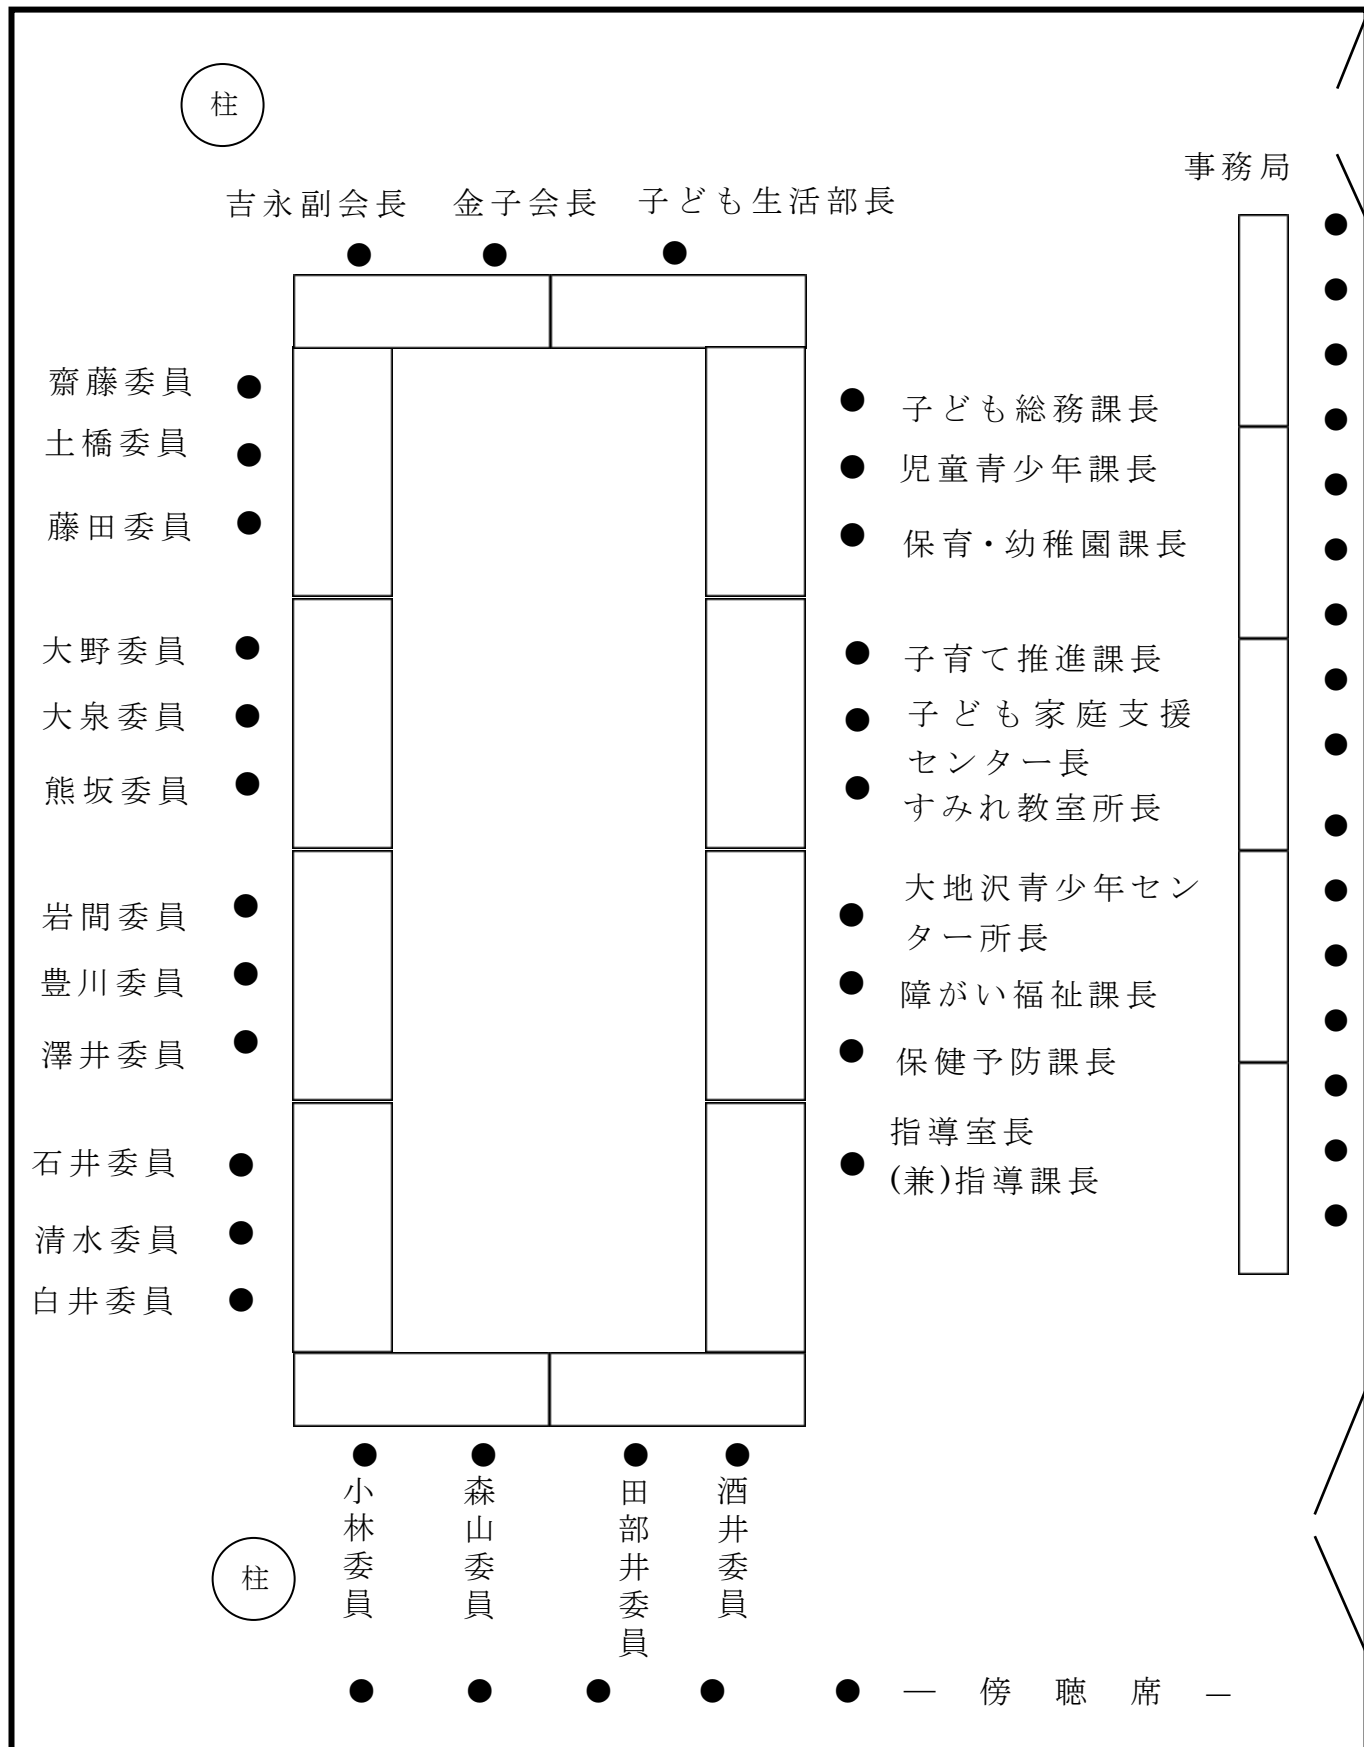 柱
事務局
吉永副会長
金子会長
子ども生活部長
齋藤委員
土橋委員
藤田委員
大野委員
大泉委員
熊坂委員
岩間委員
豊川委員
澤井委員
石井委員
清水委員
白井委員
子ども総務課長
児童青少年課長
保育・幼稚園課長
子育て推進課長
子ども家庭支援
センター長
すみれ教室所長
大地沢青少年セン
ター所長
障がい福祉課長
保健予防課長
指導室長
(兼)指導課長
小林委員
森山委員
田部井委員
酒井委員
柱
― 傍聴席 ―